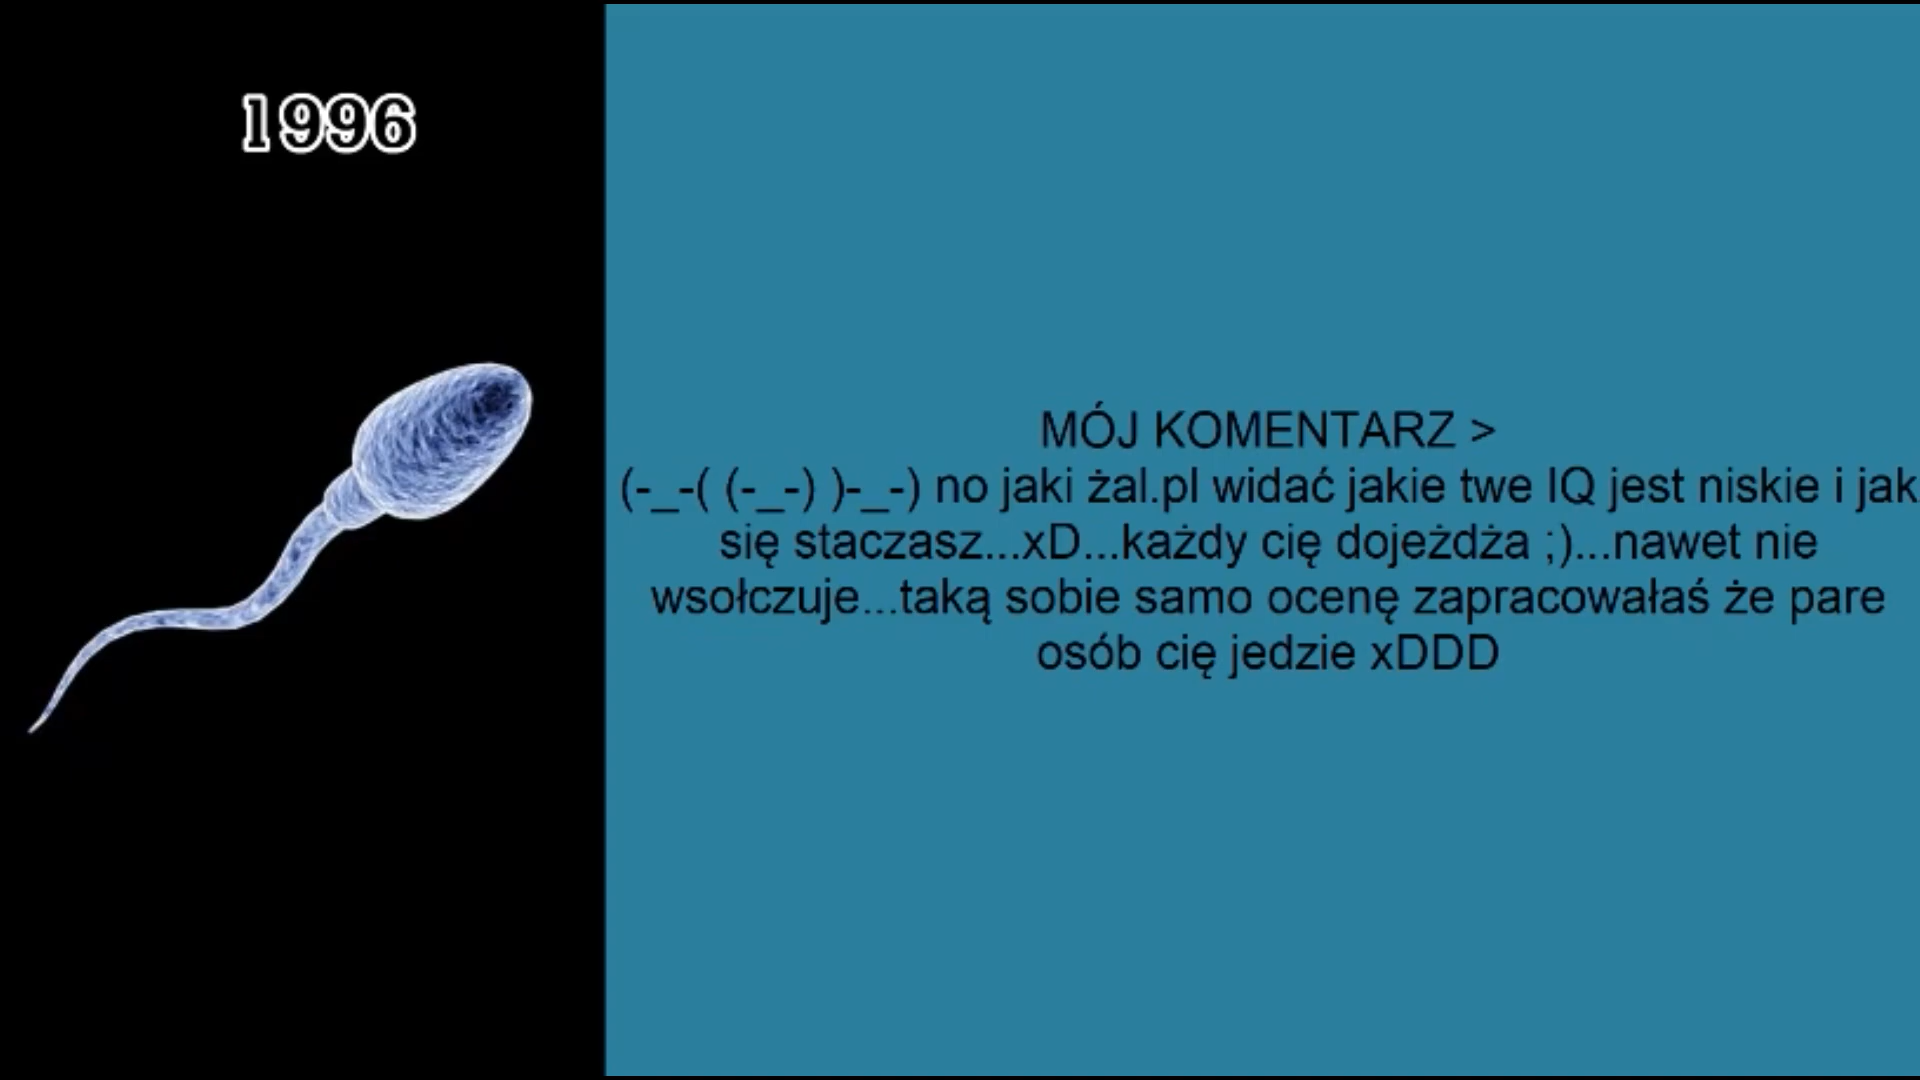 1996
MÓJ KOMENTARZ >
(-_-( (-_-) )-_-) no jaki żal.pl widać jakie twe IQ jest niskie i jak
się staczasz...xD...każdy cię dojeżdża ;)...nawet nie
wsołczuje...taką sobie samo ocenę zapracowałaś że pare
osób cię jedzie xDDD